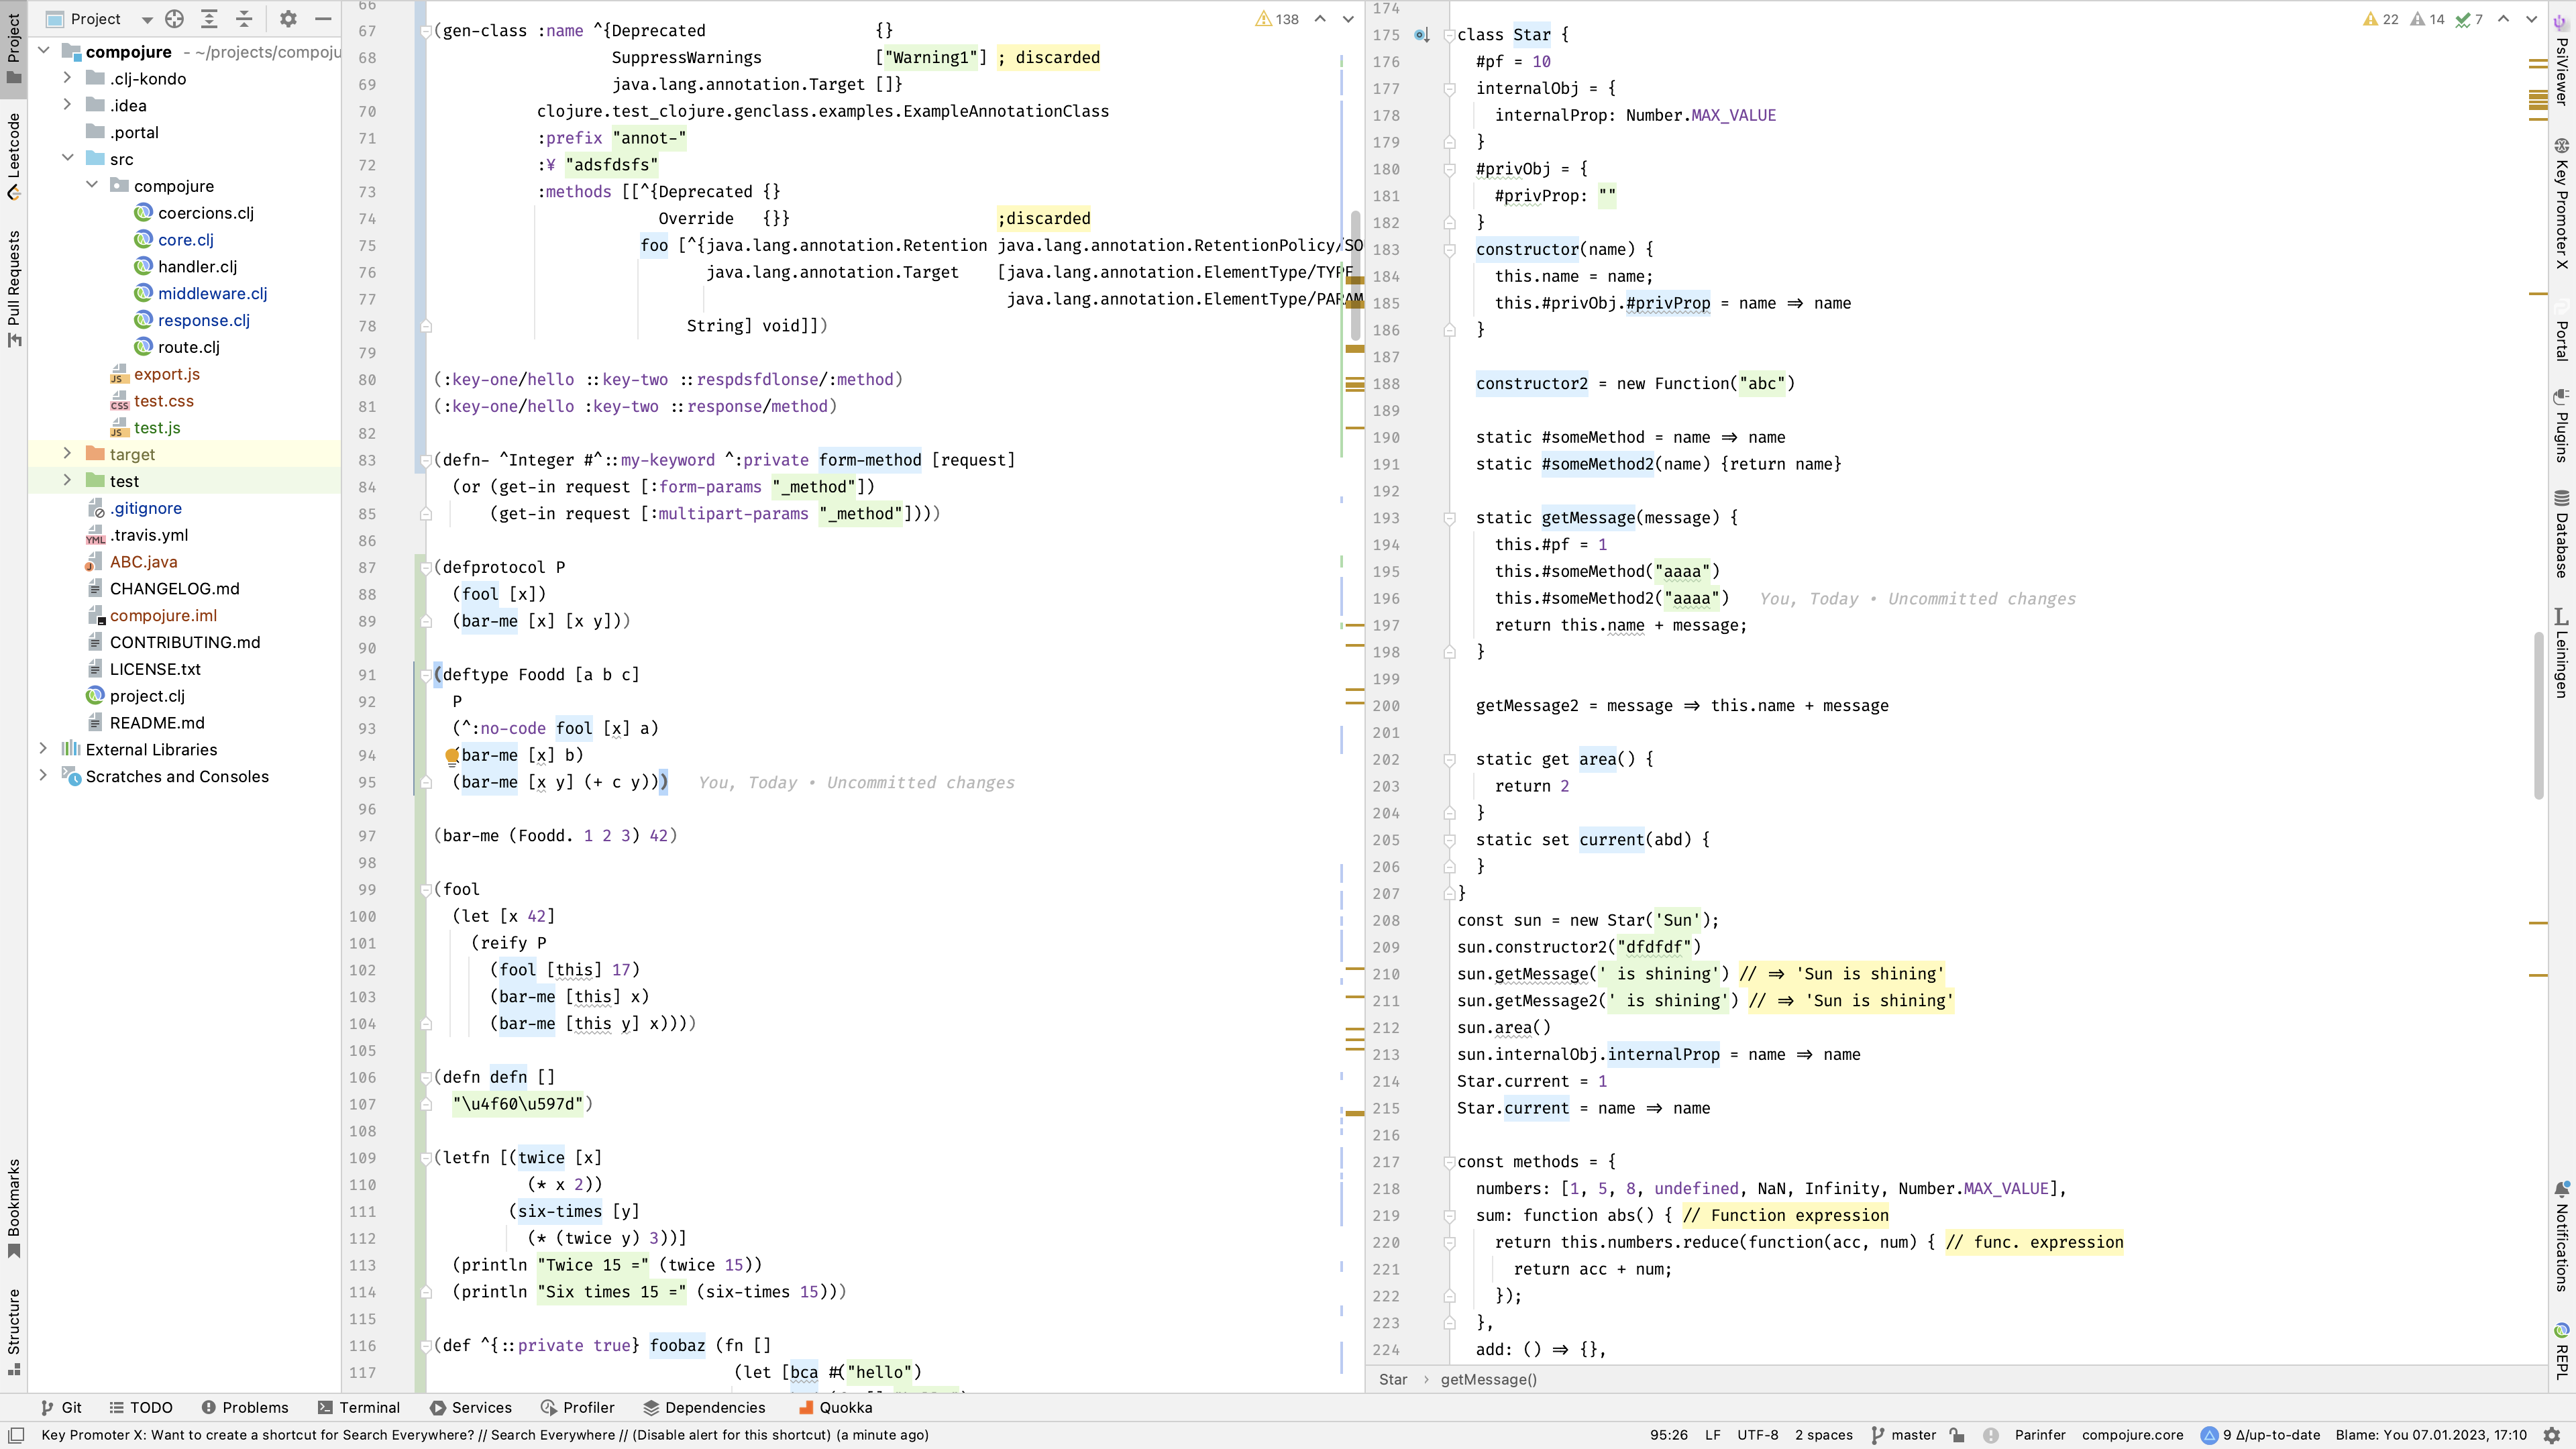 Project
compojure - ~/projects/compoju
.clj-kondo
.idea
.portal
src
compojure
coercions.clj
core.clj
handler.clj
middleware.clj
response.clj
route.clj
export.js
test.css
test.js
target
test
.gitignore
.travis.yml
ABC.java
CHANGELOG.md
compojure.iml
CONTRIBUTING.md
LICENSE.txt
project.clj
README.md
External Libraries
Scratches and Consoles
Project
Leetcode
Pull Requests
Bookmarks
Structure
138
66
67 (gen-class :name ^{Deprecated {}
68 SuppressWarnings ["Warning1"] ; discarded
69 java.lang.annotation.Target []}
70 clojure.test_clojure.genclass.examples.ExampleAnnotationClass
71 :prefix "annot-"
72 :¥ "adsfdsfs"
73 :methods [[^{Deprecated {}
74 Override {}} ;discarded
75 foo [^{java.lang.annotation.Retention java.lang.annotation.RetentionPolicy/SO
76 java.lang.annotation.Target [java.lang.annotation.ElementType/TYPE
77 java.lang.annotation.ElementType/PARAM
78 String] void]])
79
80 (:key-one/hello ::key-two ::respdsfdlonse/:method)
81 (:key-one/hello :key-two ::response/method)
82
83 (defn- ^Integer #^::my-keyword ^:private form-method [request]
84 (or (get-in request [:form-params "_method"])
85 (get-in request [:multipart-params "_method"])))
86
87 (defprotocol P
88 (fool [x])
89 (bar-me [x] [x y]))
90
91 (deftype Foodd [a b c]
92 P
93 (^:no-code fool [x] a)
94 (bar-me [x] b)
95 (bar-me [x y] (+ c y))) You, Today • Uncommitted changes
96
97 (bar-me (Foodd. 1 2 3) 42)
98
99 (fool
100 (let [x 42]
101 (reify P
102 (fool [this] 17)
103 (bar-me [this] x)
104 (bar-me [this y] x))))
105
106 (defn defn []
107 "\u4f60\u597d")
108
109 (letfn [(twice [x]
110 (* x 2))
111 (six-times [y]
112 (* (twice y) 3))]
113 (println "Twice 15 =" (twice 15))
114 (println "Six times 15 =" (six-times 15)))
115
116 (def ^{::private true} foobaz (fn []
117 (let [bca #("hello")
22 14 7
174
175 class Star {
176 #pf = 10
177 internalObj = {
178 internalProp: Number.MAX_VALUE
179 }
180 #privObj = {
181 #privProp: ""
182 }
183 constructor(name) {
184 this.name = name;
185 this.#privObj.#privProp = name ⇒ name
186 }
187
188 constructor2 = new Function("abc")
189
190 static #someMethod = name ⇒ name
191 static #someMethod2(name) {return name}
192
193 static getMessage(message) {
194 this.#pf = 1
195 this.#someMethod("aaaa")
196 this.#someMethod2("aaaa") You, Today • Uncommitted changes
197 return this.name + message;
198 }
199
200 getMessage2 = message ⇒ this.name + message
201
202 static get area() {
203 return 2
204 }
205 static set current(abd) {
206 }
207 }
208 const sun = new Star('Sun');
209 sun.constructor2("dfdfdf")
210 sun.getMessage(' is shining') // ⇒ 'Sun is shining'
211 sun.getMessage2(' is shining') // ⇒ 'Sun is shining'
212 sun.area()
213 sun.internalObj.internalProp = name ⇒ name
214 Star.current = 1
215 Star.current = name ⇒ name
216
217 const methods = {
218 numbers: [1, 5, 8, undefined, NaN, Infinity, Number.MAX_VALUE],
219 sum: function abs() { // Function expression
220 return this.numbers.reduce(function(acc, num) { // func. expression
221 return acc + num;
222 });
223 },
224 add: () ⇒ {},
Star › getMessage()
PsiViewer
Key Promoter X
Portal
Plugins
Database
Leiningen
Notifications
REPL
Git TODO Problems Terminal Services Profiler Dependencies Quokka
Key Promoter X: Want to create a shortcut for Search Everywhere? // Search Everywhere // (Disable alert for this shortcut) (a minute ago) 95:26 LF UTF-8 2 spaces master Parinfer compojure.core 9 Δ/up-to-date Blame: You 07.01.2023, 17:10